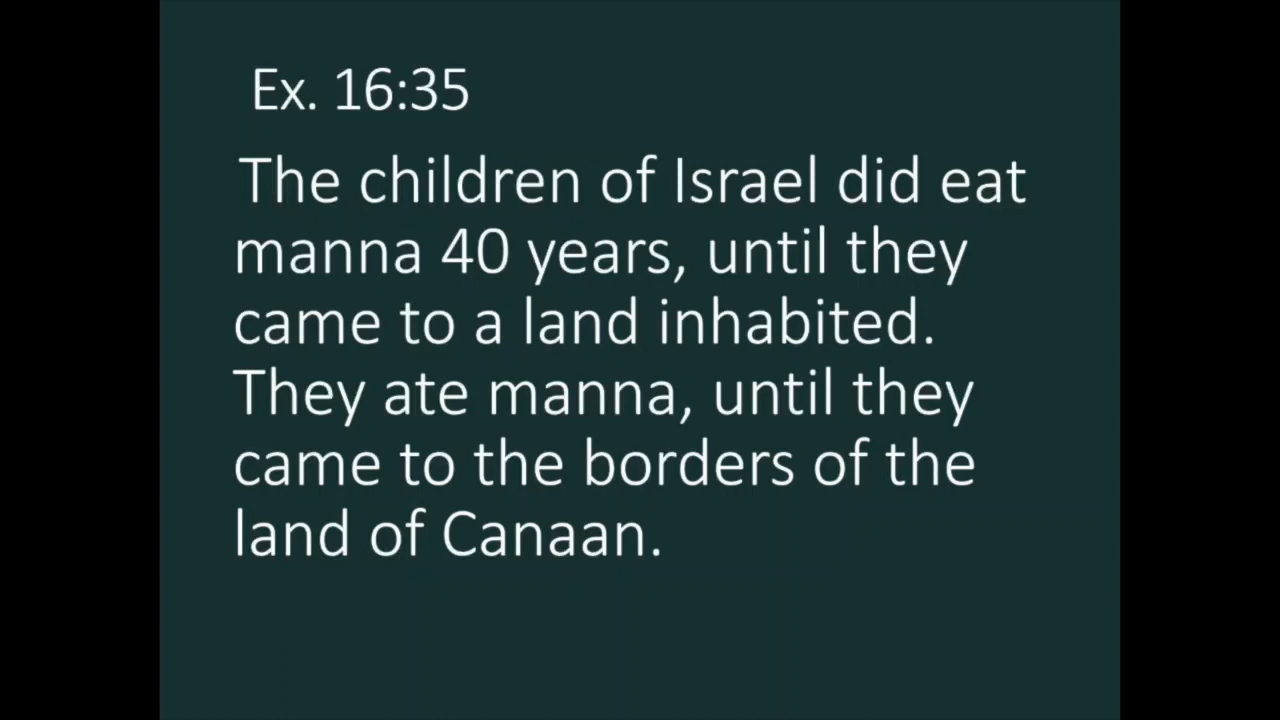 Ex. 16:35
The children of Israel did eat
manna 40 years, until they
came to a land inhabited.
They ate manna, until they
came to the borders of the
land of Canaan.